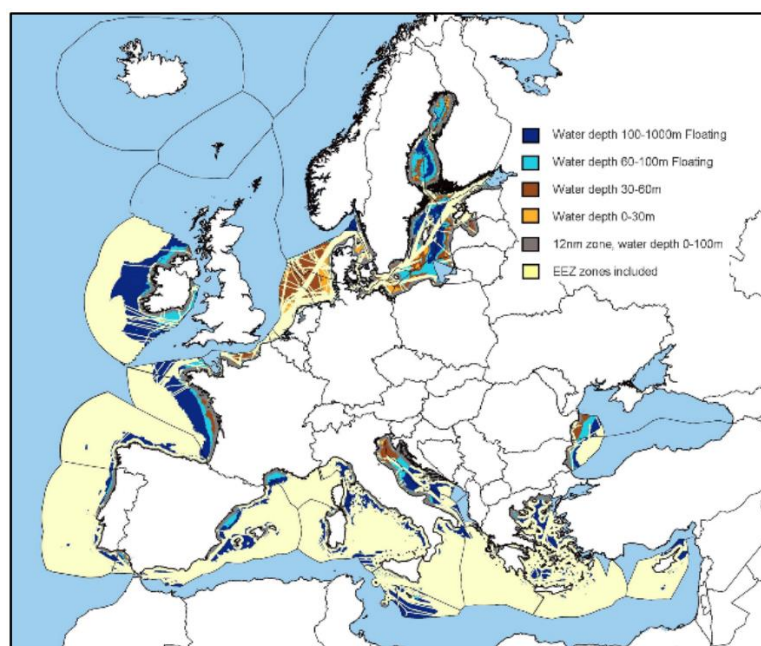 Water depth 100-1000m Floating
Water depth 60-100m Floating
Water depth 30-60m
Water depth 0-30m
12nm zone, water depth 0-100m
EEZ zones included